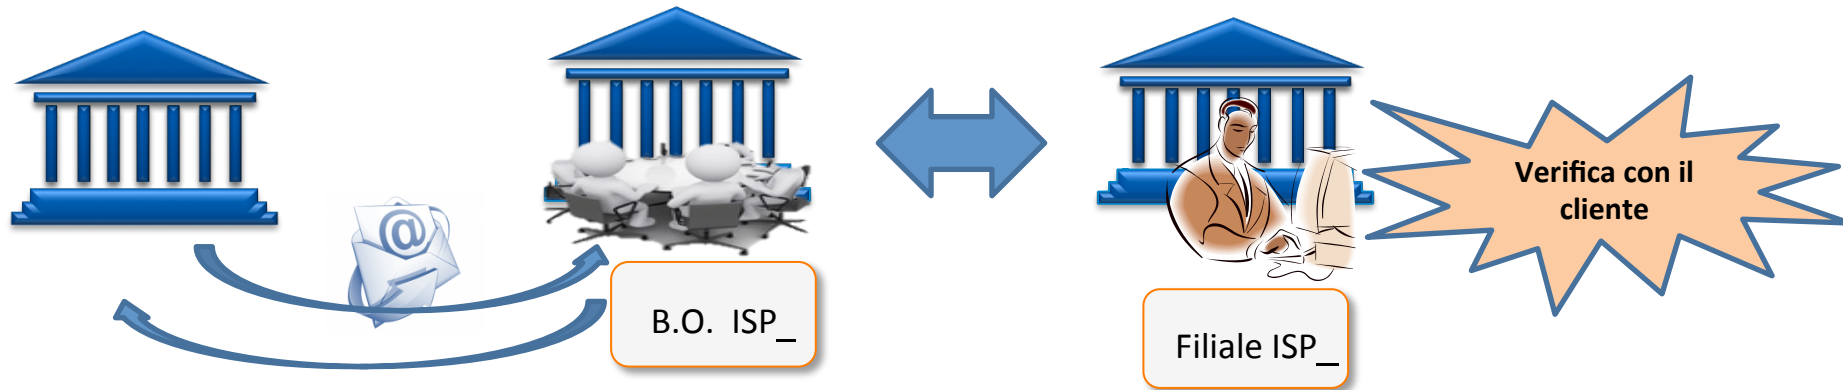 Verifica con il
cliente
B.O.  ISP_
Filiale ISP_
@